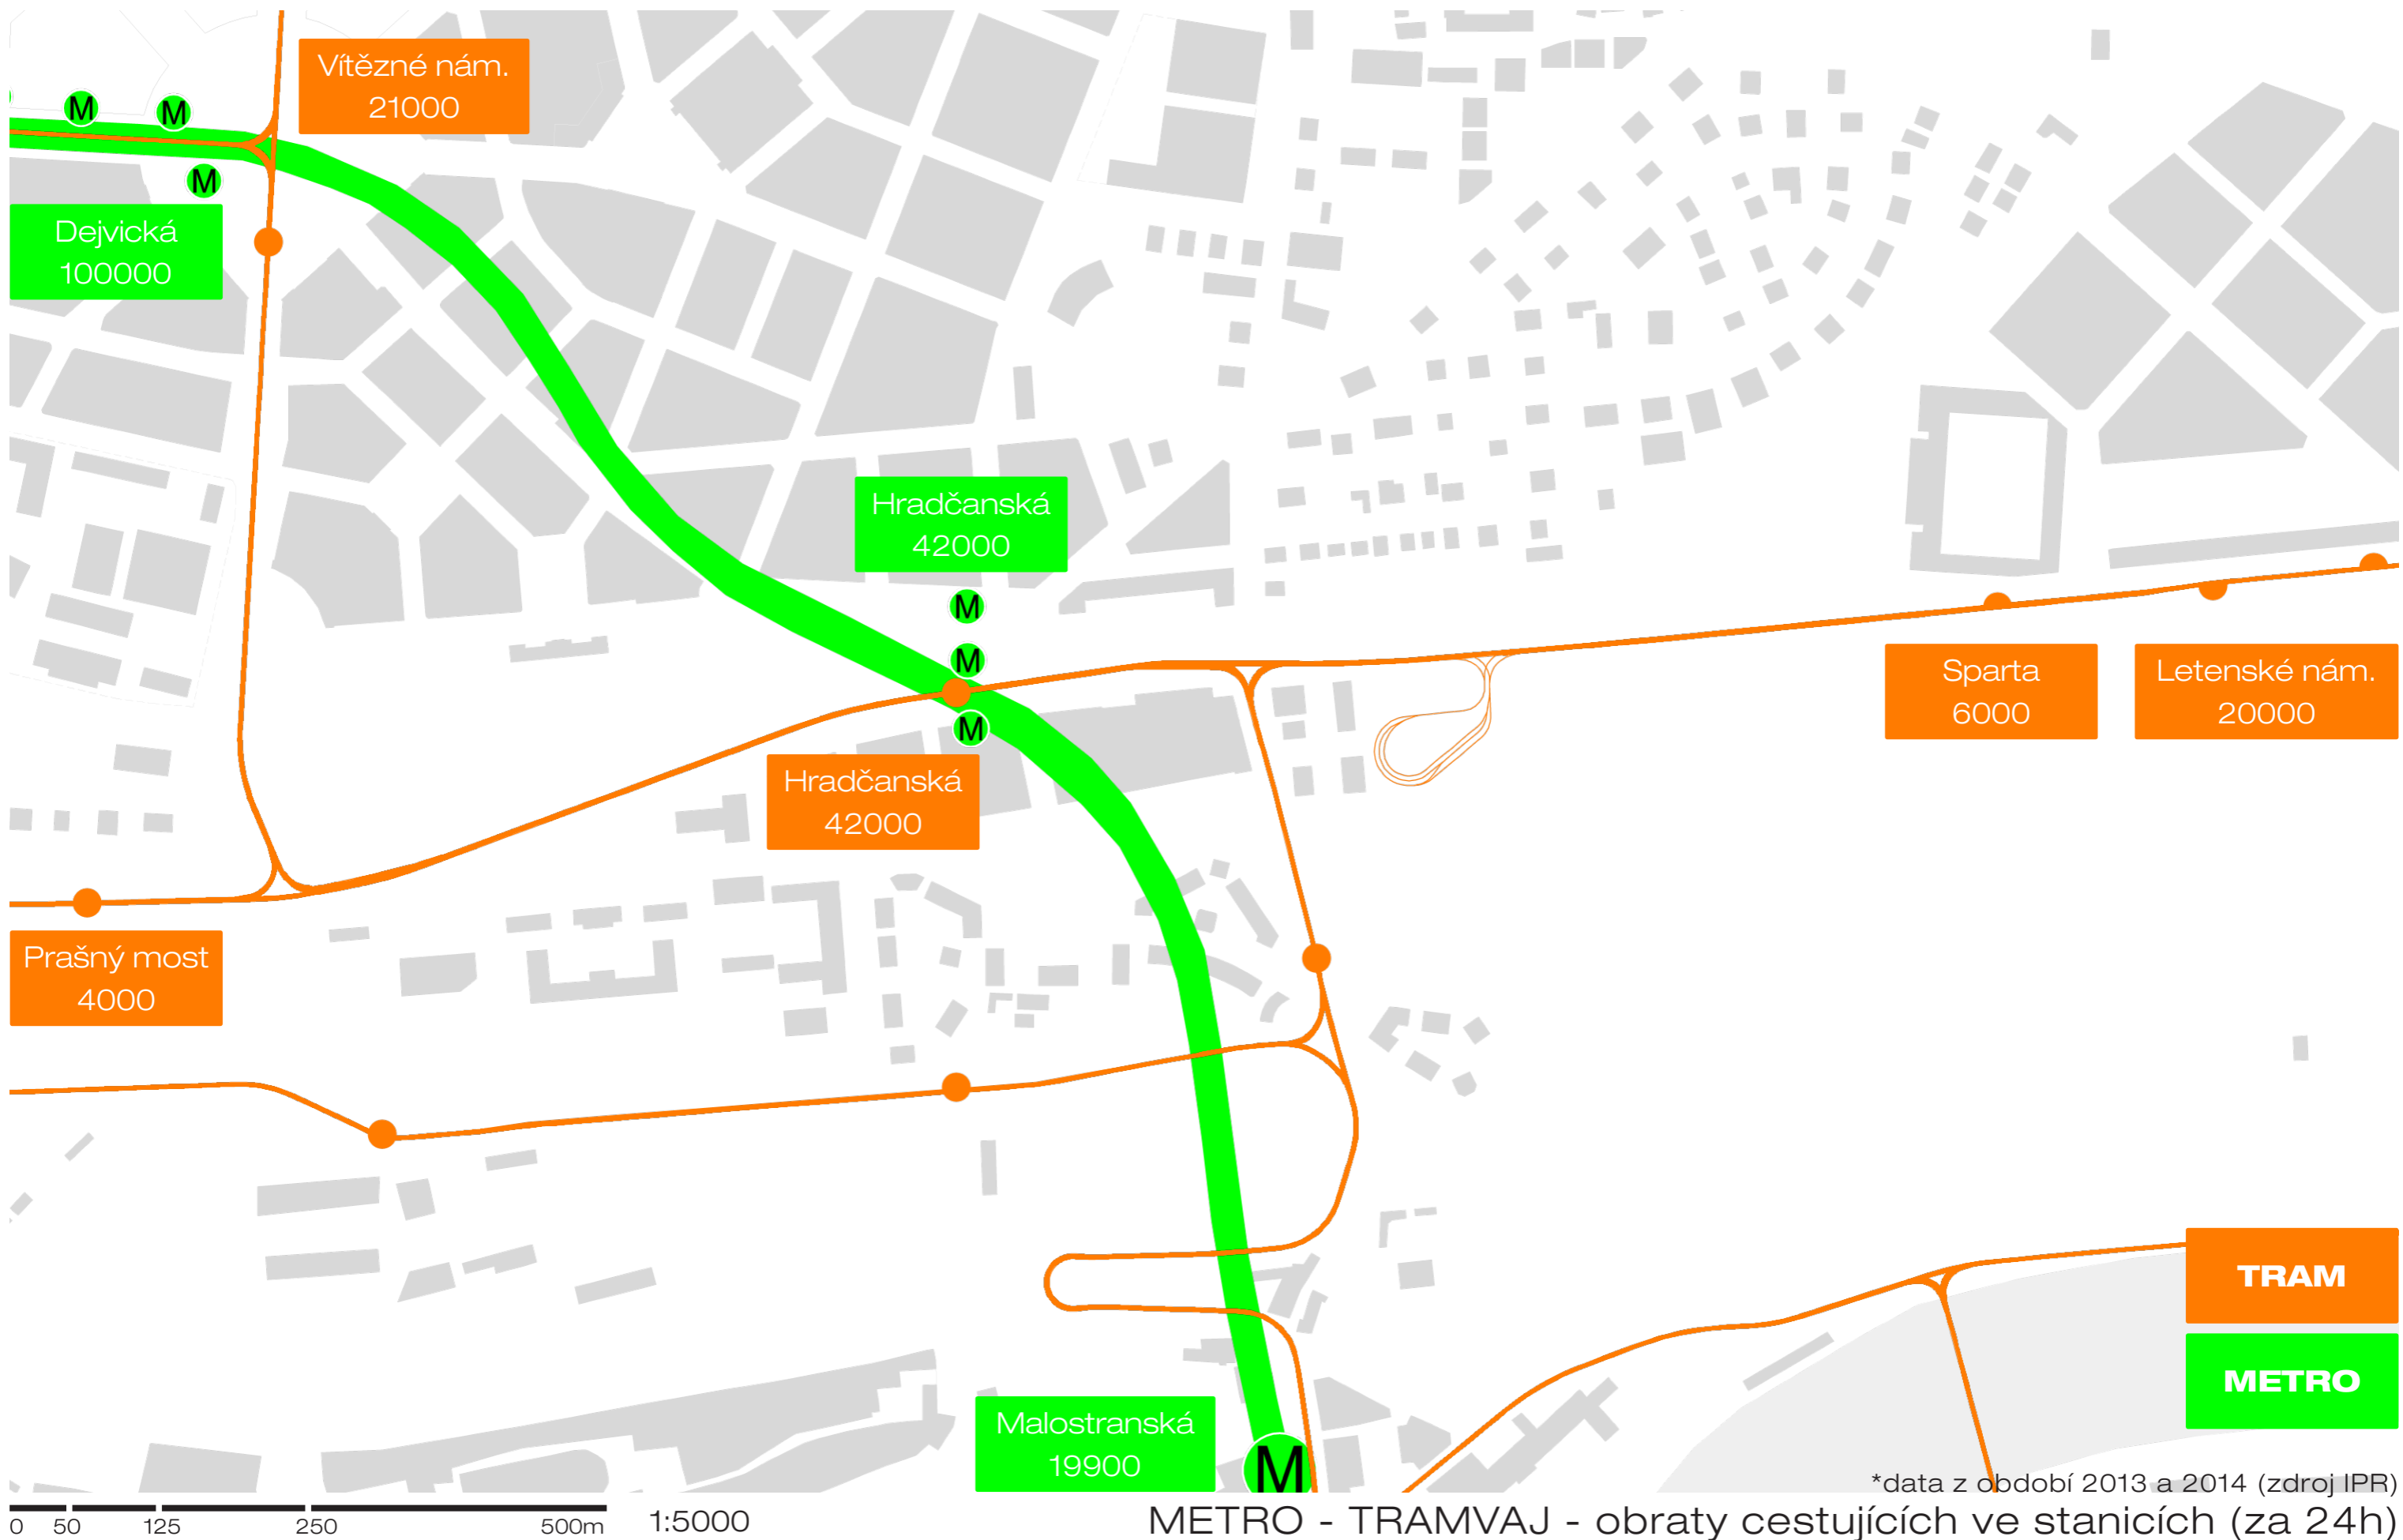 Vítězné nám.
21000
M
M
M
Dejvická
100000
Hradčanská
42000
M
M
M
Hradčanská
42000
Sparta
6000
Letenské nám.
20000
Prašný most
4000
TRAM
METRO
Malostranská
19900
M
*data z období 2013 a 2014 (zdroj IPR)
0 50 125 250 500m 1:5000
METRO - TRAMVAJ - obraty cestujících ve stanicích (za 24h)